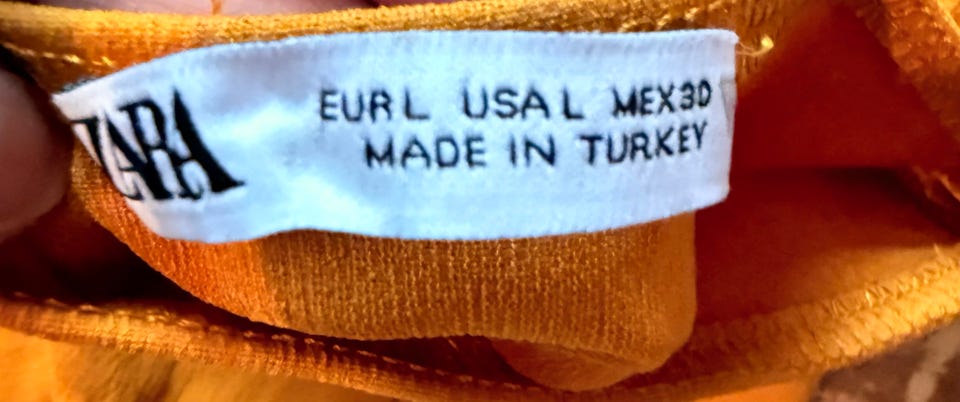 ZARA
EUR L USA L MEX 30
MADE IN TURKEY